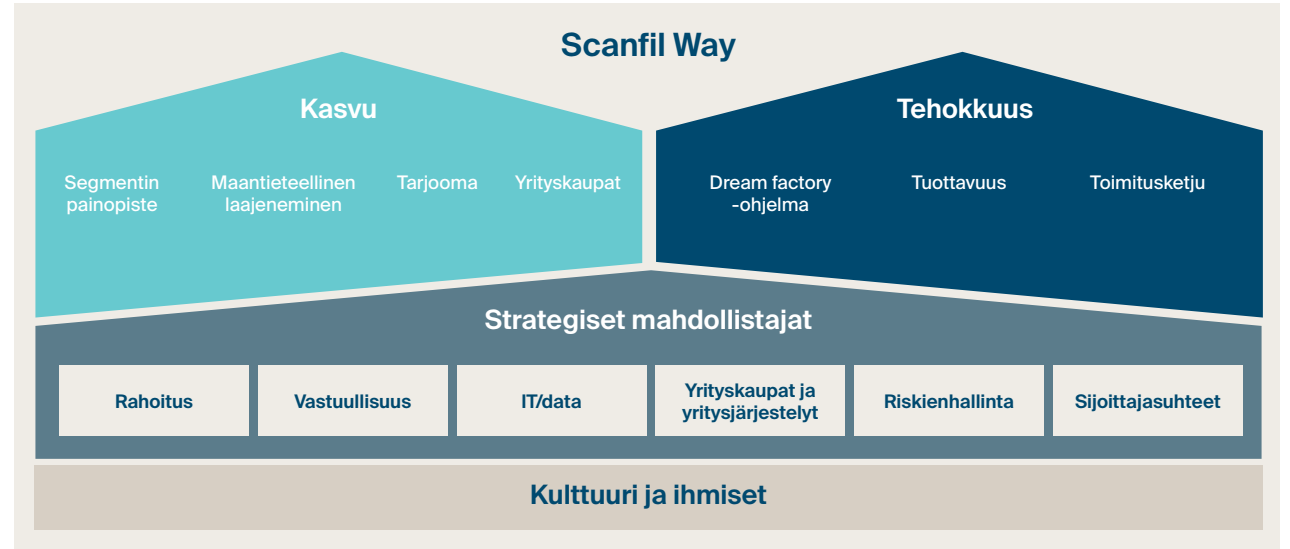 Scanfil Way
Kasvu
Segmentin
painopiste
Maantieteellinen
laajeneminen
Tarjooma
Yrityskaupat
Tehokkuus
Dream factory
-ohjelma
Tuottavuus
Toimitusketju
Strategiset mahdollistajat
Rahoitus
Vastuullisuus
IT/data
Yrityskaupat ja
yritysjärjestelyt
Riskienhallinta
Sijoittajasuhteet
Kulttuuri ja ihmiset